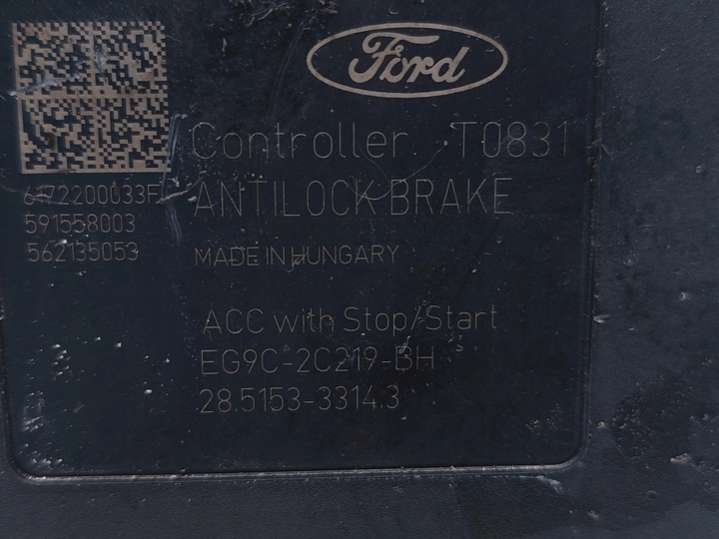 Ford
Controller T0831
ANTILOCK BRAKE
6472200033F
591558003
562135053
MADE IN HUNGARY
ACC with Stop/Start
EG9C-2C219-BH
28.5153-3314.3